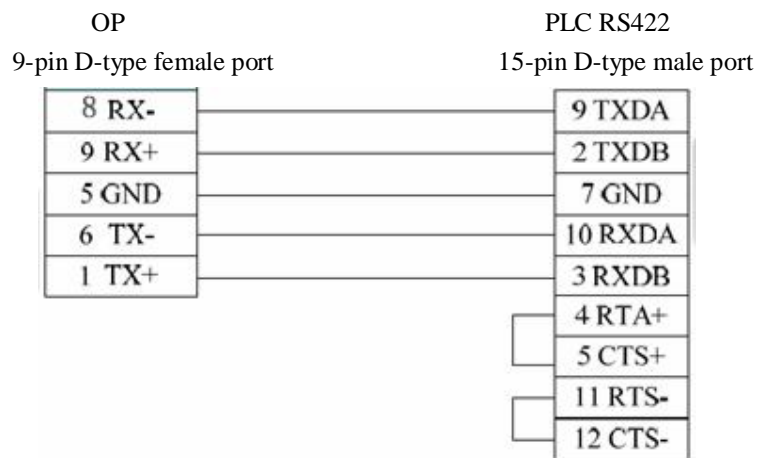 OP PLC RS422
9-pin D-type female port 15-pin D-type male port
8 RX- 9 TXDA
9 RX+ 2 TXDB
5 GND 7 GND
6 TX- 10 RXDA
1 TX+ 3 RXDB
4 RTA+
5 CTS+
11 RTS-
12 CTS-